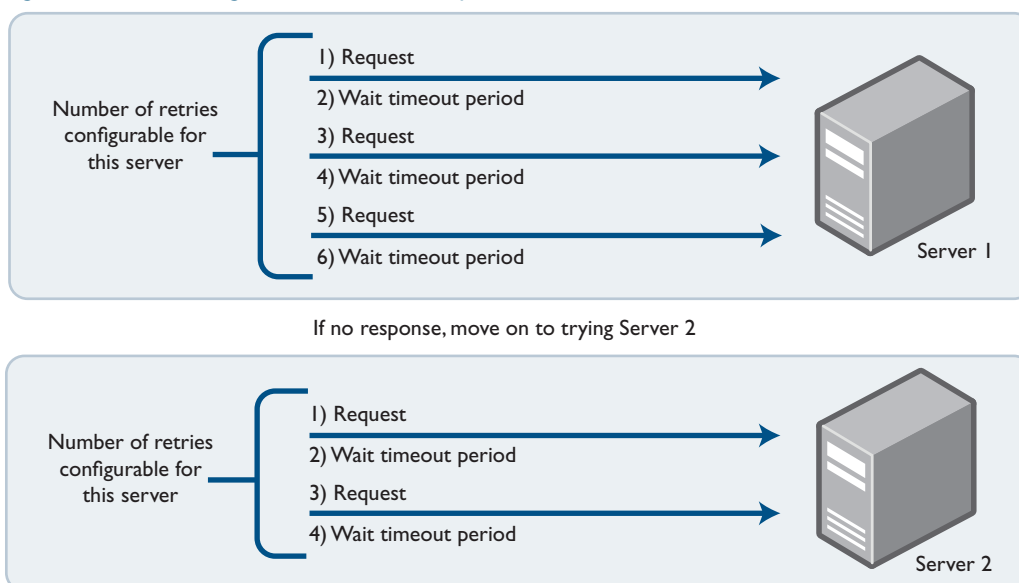 Number of retries
configurable for
this server
1) Request
2) Wait timeout period
3) Request
4) Wait timeout period
5) Request
6) Wait timeout period
Server 1
If no response, move on to trying Server 2
Number of retries
configurable for
this server
1) Request
2) Wait timeout period
3) Request
4) Wait timeout period
Server 2